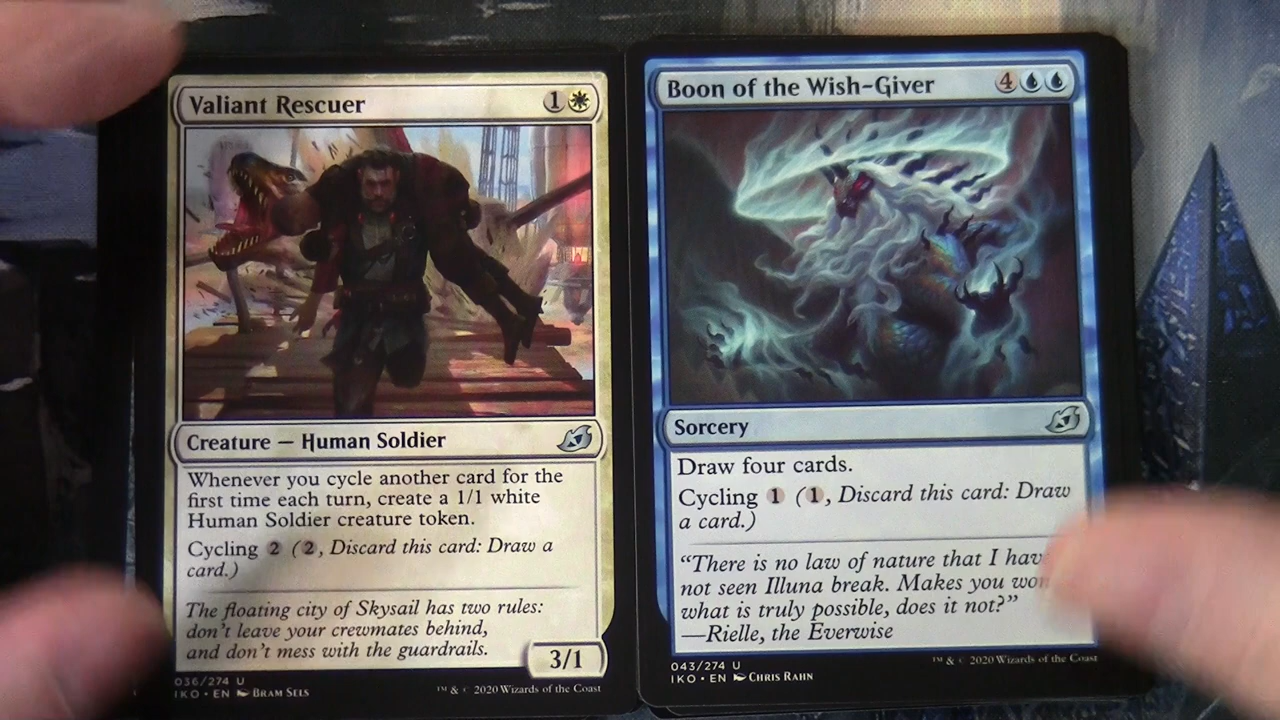 Valiant Rescuer 1
Creature — Human Soldier
Whenever you cycle another card for the
first time each turn, create a 1/1 white
Human Soldier creature token.
Cycling 2 (2, Discard this card: Draw a
card.)
The floating city of Skysail has two rules:
don't leave your crewmates behind,
and don't mess with the guardrails.
3/1
036/274 U
IKO • EN BRAM SELS
™ & © 2020 Wizards of the Coast
Boon of the Wish-Giver 4
Sorcery
Draw four cards.
Cycling 1 (1, Discard this card: Draw
a card.)
"There is no law of nature that I
not seen Illuna break. Makes you
what is truly possible, does it not?"
—Rielle, the Everwise
043/274 U
IKO • EN CHRIS RAHN
™ & © 2020 Wizards of the Coast